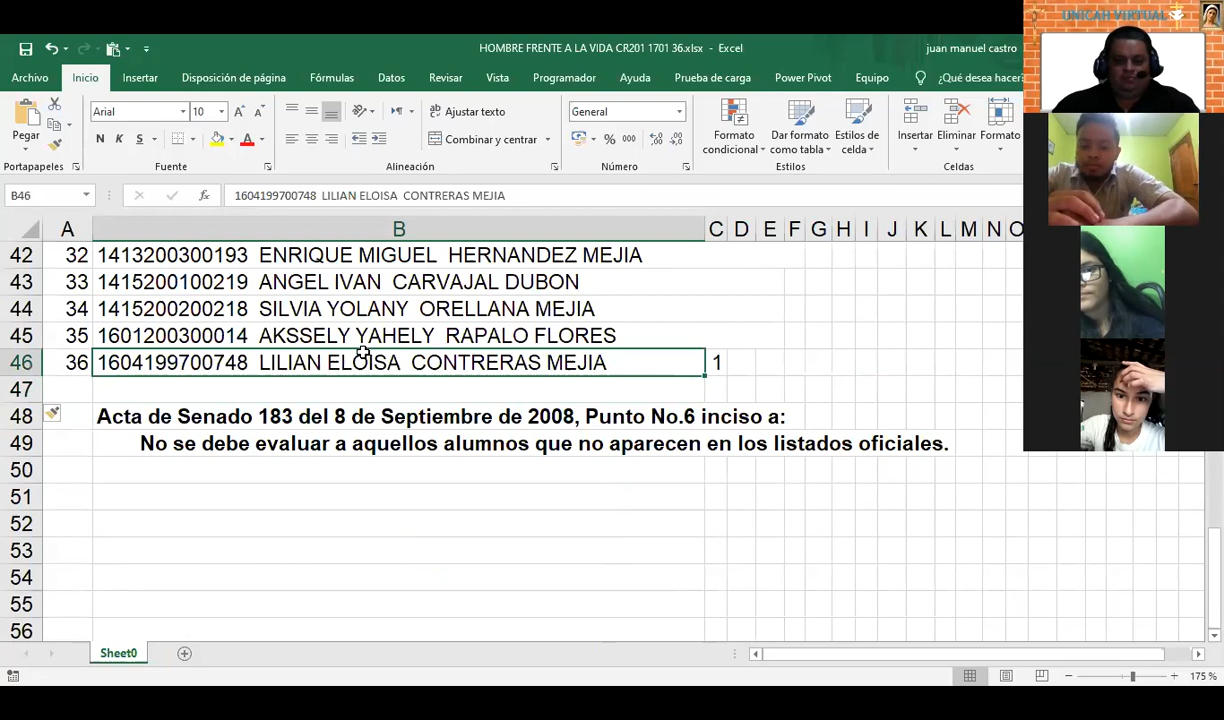 UNICAH VIRTUAL
HOMBRE FRENTE A LA VIDA CR201 1701 36.xlsx - Excel
juan manuel castro
Archivo Inicio Insertar Disposición de página Fórmulas Datos Revisar Vista Programador Ayuda Prueba de carga Power Pivot Equipo ¿Qué desea hacer?
Pegar
Arial 10
Ajustar texto
General
N K S
Combinar y centrar
% 000
Formato condicional
Dar formato como tabla
Estilos de celda
Insertar Eliminar Formato
Portapapeles Fuente Alineación Número Estilos Celdas
B46 fx 1604199700748 LILIAN ELOISA CONTRERAS MEJIA
A B C D E F G H I J K L M N O
42 32 1413200300193 ENRIQUE MIGUEL HERNANDEZ MEJIA
43 33 1415200100219 ANGEL IVAN CARVAJAL DUBON
44 34 1415200200218 SILVIA YOLANY ORELLANA MEJIA
45 35 1601200300014 AKSSELY YAHELY RAPALO FLORES
46 36 1604199700748 LILIAN ELOISA CONTRERAS MEJIA 1
47
48 Acta de Senado 183 del 8 de Septiembre de 2008, Punto No.6 inciso a:
49 No se debe evaluar a aquellos alumnos que no aparecen en los listados oficiales.
50
51
52
53
54
55
56
Sheet0
175 %